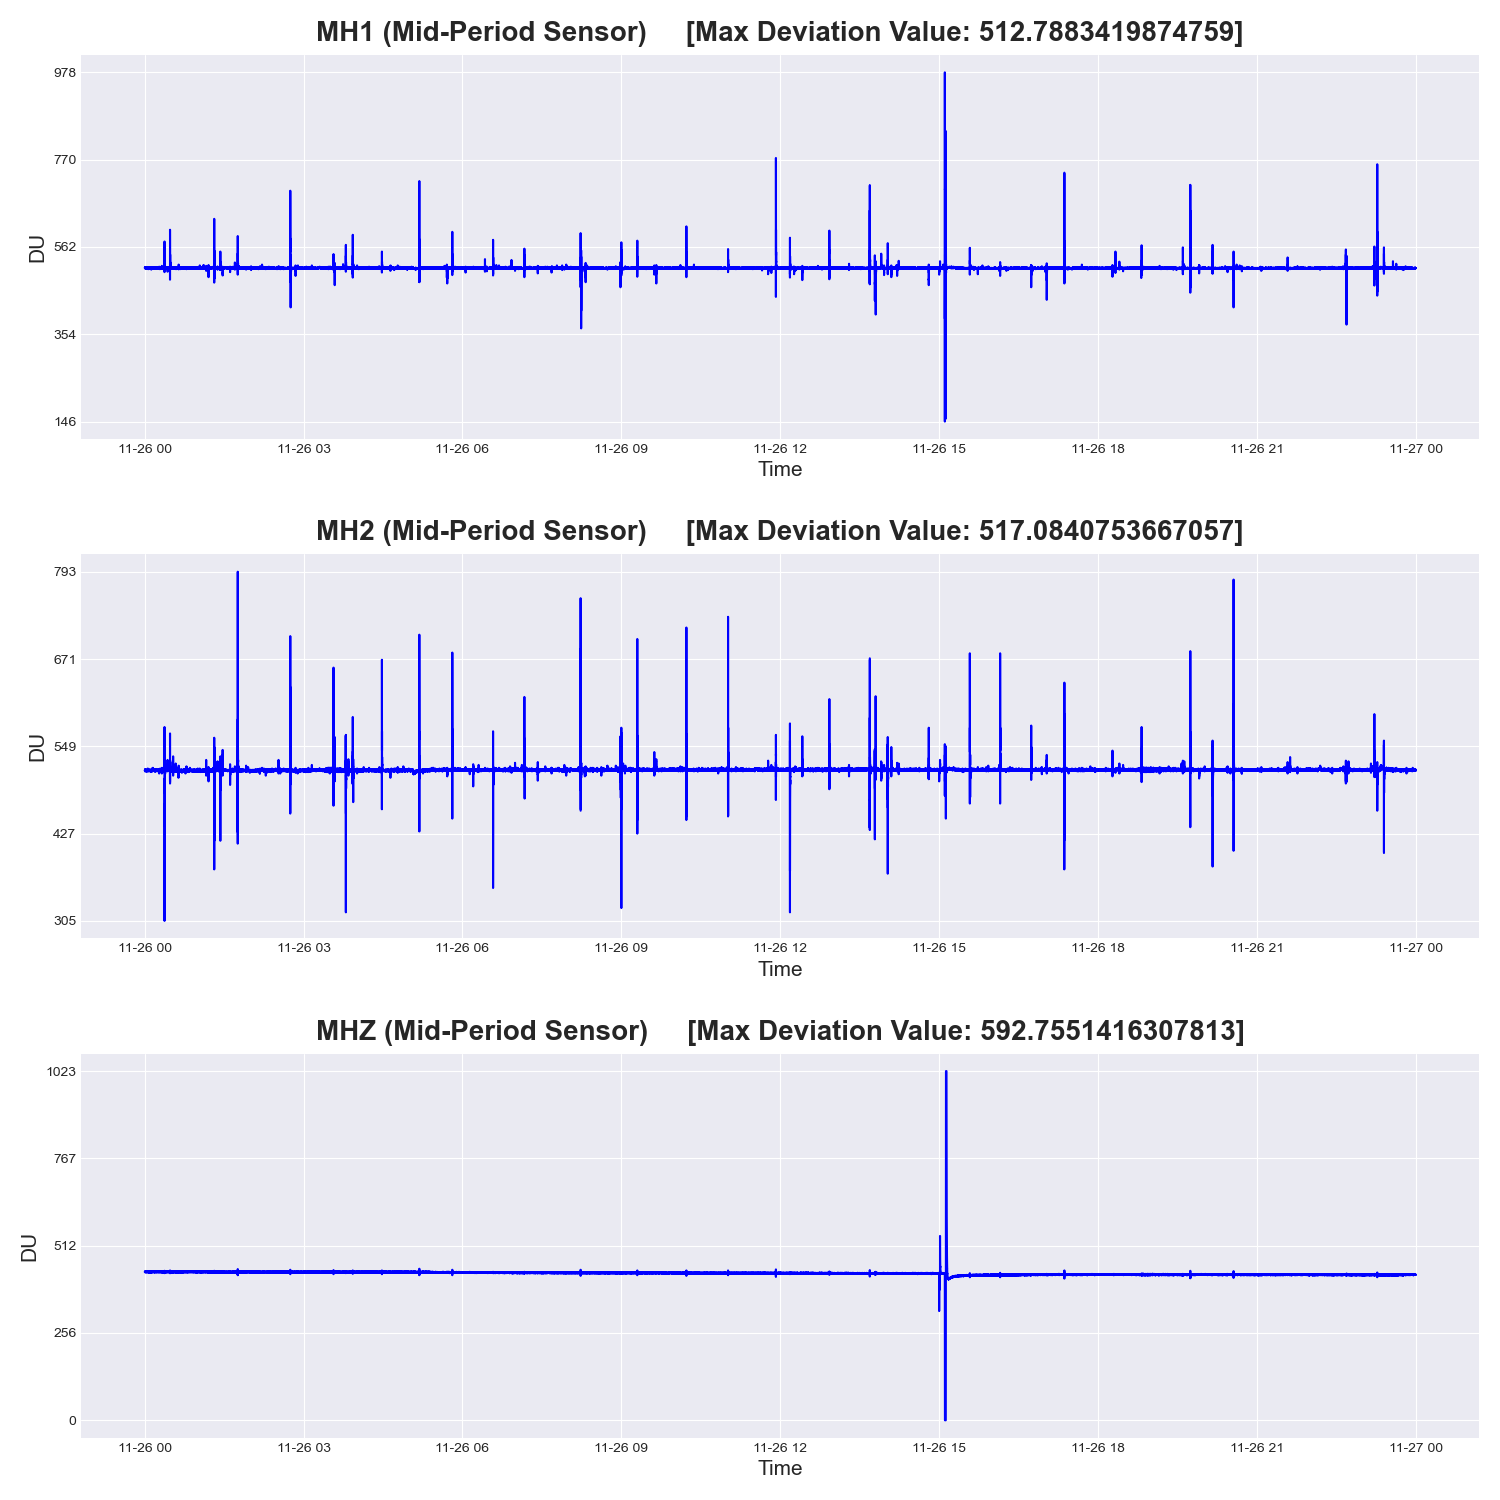 MH1 (Mid-Period Sensor) [Max Deviation Value: 512.7883419874759]
978
770
562
354
146
DU
11-26 00 11-26 03 11-26 06 11-26 09 11-26 12 11-26 15 11-26 18 11-26 21 11-27 00
Time
MH2 (Mid-Period Sensor) [Max Deviation Value: 517.0840753667057]
793
671
549
427
305
DU
11-26 00 11-26 03 11-26 06 11-26 09 11-26 12 11-26 15 11-26 18 11-26 21 11-27 00
Time
MHZ (Mid-Period Sensor) [Max Deviation Value: 592.7551416307813]
1023
767
512
256
0
DU
11-26 00 11-26 03 11-26 06 11-26 09 11-26 12 11-26 15 11-26 18 11-26 21 11-27 00
Time